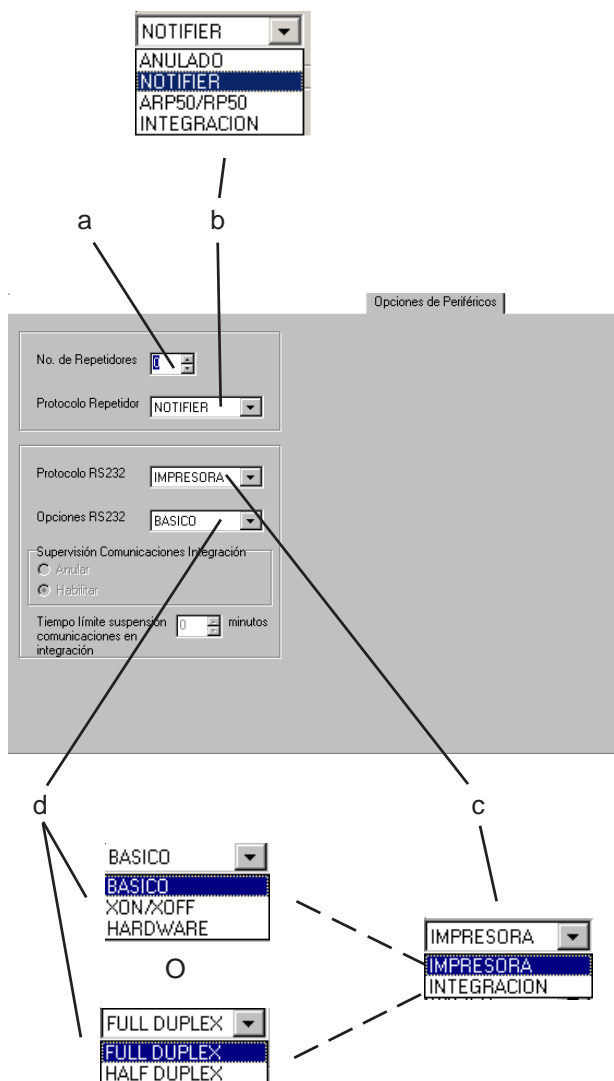 NOTIFIER
ANULADO
NOTIFIER
ARP50/RP50
INTEGRACION
a
b
Opciones de Periféricos
No. de Repetidores 0
Protocolo Repetidor NOTIFIER
Protocolo RS232 IMPRESORA
Opciones RS232 BASICO
Supervisión Comunicaciones Integración
Anular
Habilitar
Tiempo límite suspensión 0 minutos
comunicaciones en
integración
d
c
BASICO
BASICO
XON/XOFF
HARDWARE
O
IMPRESORA
IMPRESORA
INTEGRACION
FULL DUPLEX
FULL DUPLEX
HALF DUPLEX